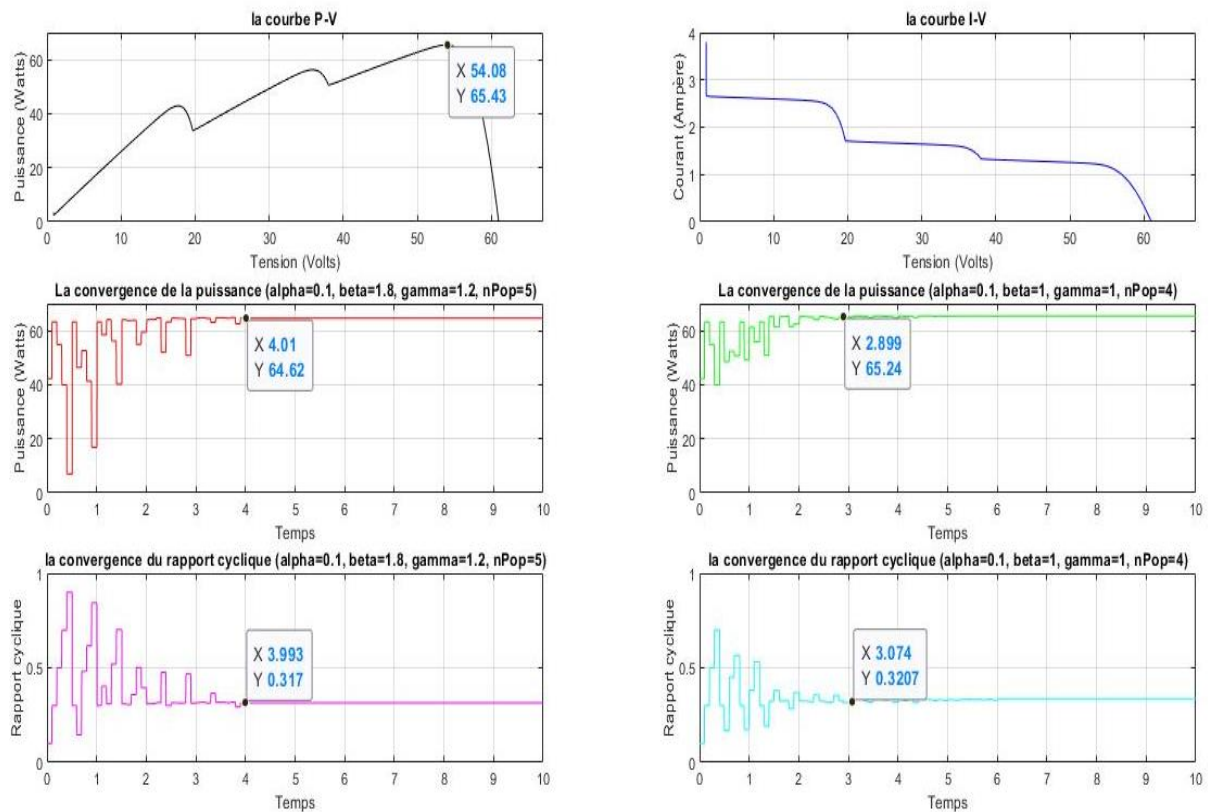 la courbe P-V
Puissance (Watts)
60
40
20
0
X 54.08
Y 65.43
0 10 20 30 40 50 60
Tension (Volts)
la courbe I-V
Courant (Ampère)
4
3
2
1
0
0 20 40 60
Tension (Volts)
La convergence de la puissance (alpha=0.1, beta=1.8, gamma=1.2, nPop=5)
Puissance (Watts)
60
40
20
0
X 4.01
Y 64.62
0 1 2 3 4 5 6 7 8 9 10
Temps
La convergence de la puissance (alpha=0.1, beta=1, gamma=1, nPop=4)
Puissance (Watts)
60
40
20
0
X 2.899
Y 65.24
0 1 2 3 4 5 6 7 8 9 10
Temps
la convergence du rapport cyclique (alpha=0.1, beta=1.8, gamma=1.2, nPop=5)
Rapport cyclique
1
0.5
0
X 3.993
Y 0.317
0 1 2 3 4 5 6 7 8 9 10
Temps
la convergence du rapport cyclique (alpha=0.1, beta=1, gamma=1, nPop=4)
Rapport cyclique
1
0.5
0
X 3.074
Y 0.3207
0 1 2 3 4 5 6 7 8 9 10
Temps